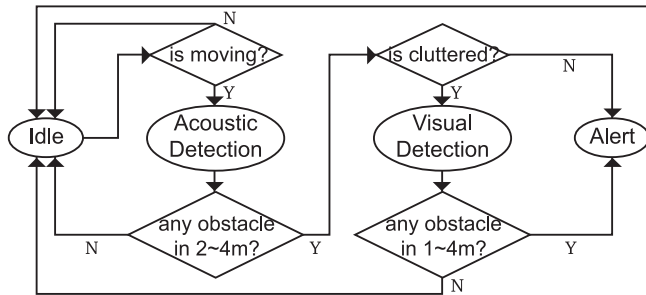 N
is moving?
is cluttered?
N
Y
Y
Idle
Acoustic
Detection
Visual
Detection
Alert
any obstacle
in 2~4m?
any obstacle
in 1~4m?
N
Y
Y
N